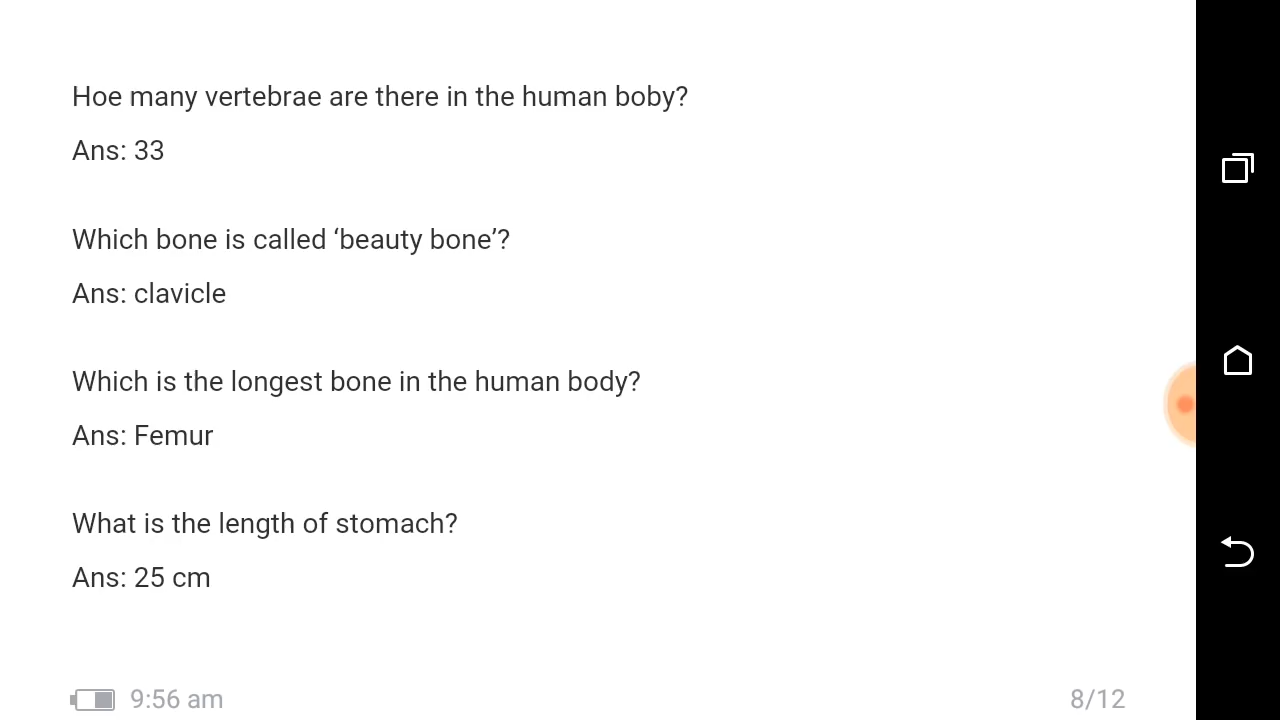 Hoe many vertebrae are there in the human boby?
Ans: 33
Which bone is called ‘beauty bone’?
Ans: clavicle
Which is the longest bone in the human body?
Ans: Femur
What is the length of stomach?
Ans: 25 cm
9:56 am
8/12